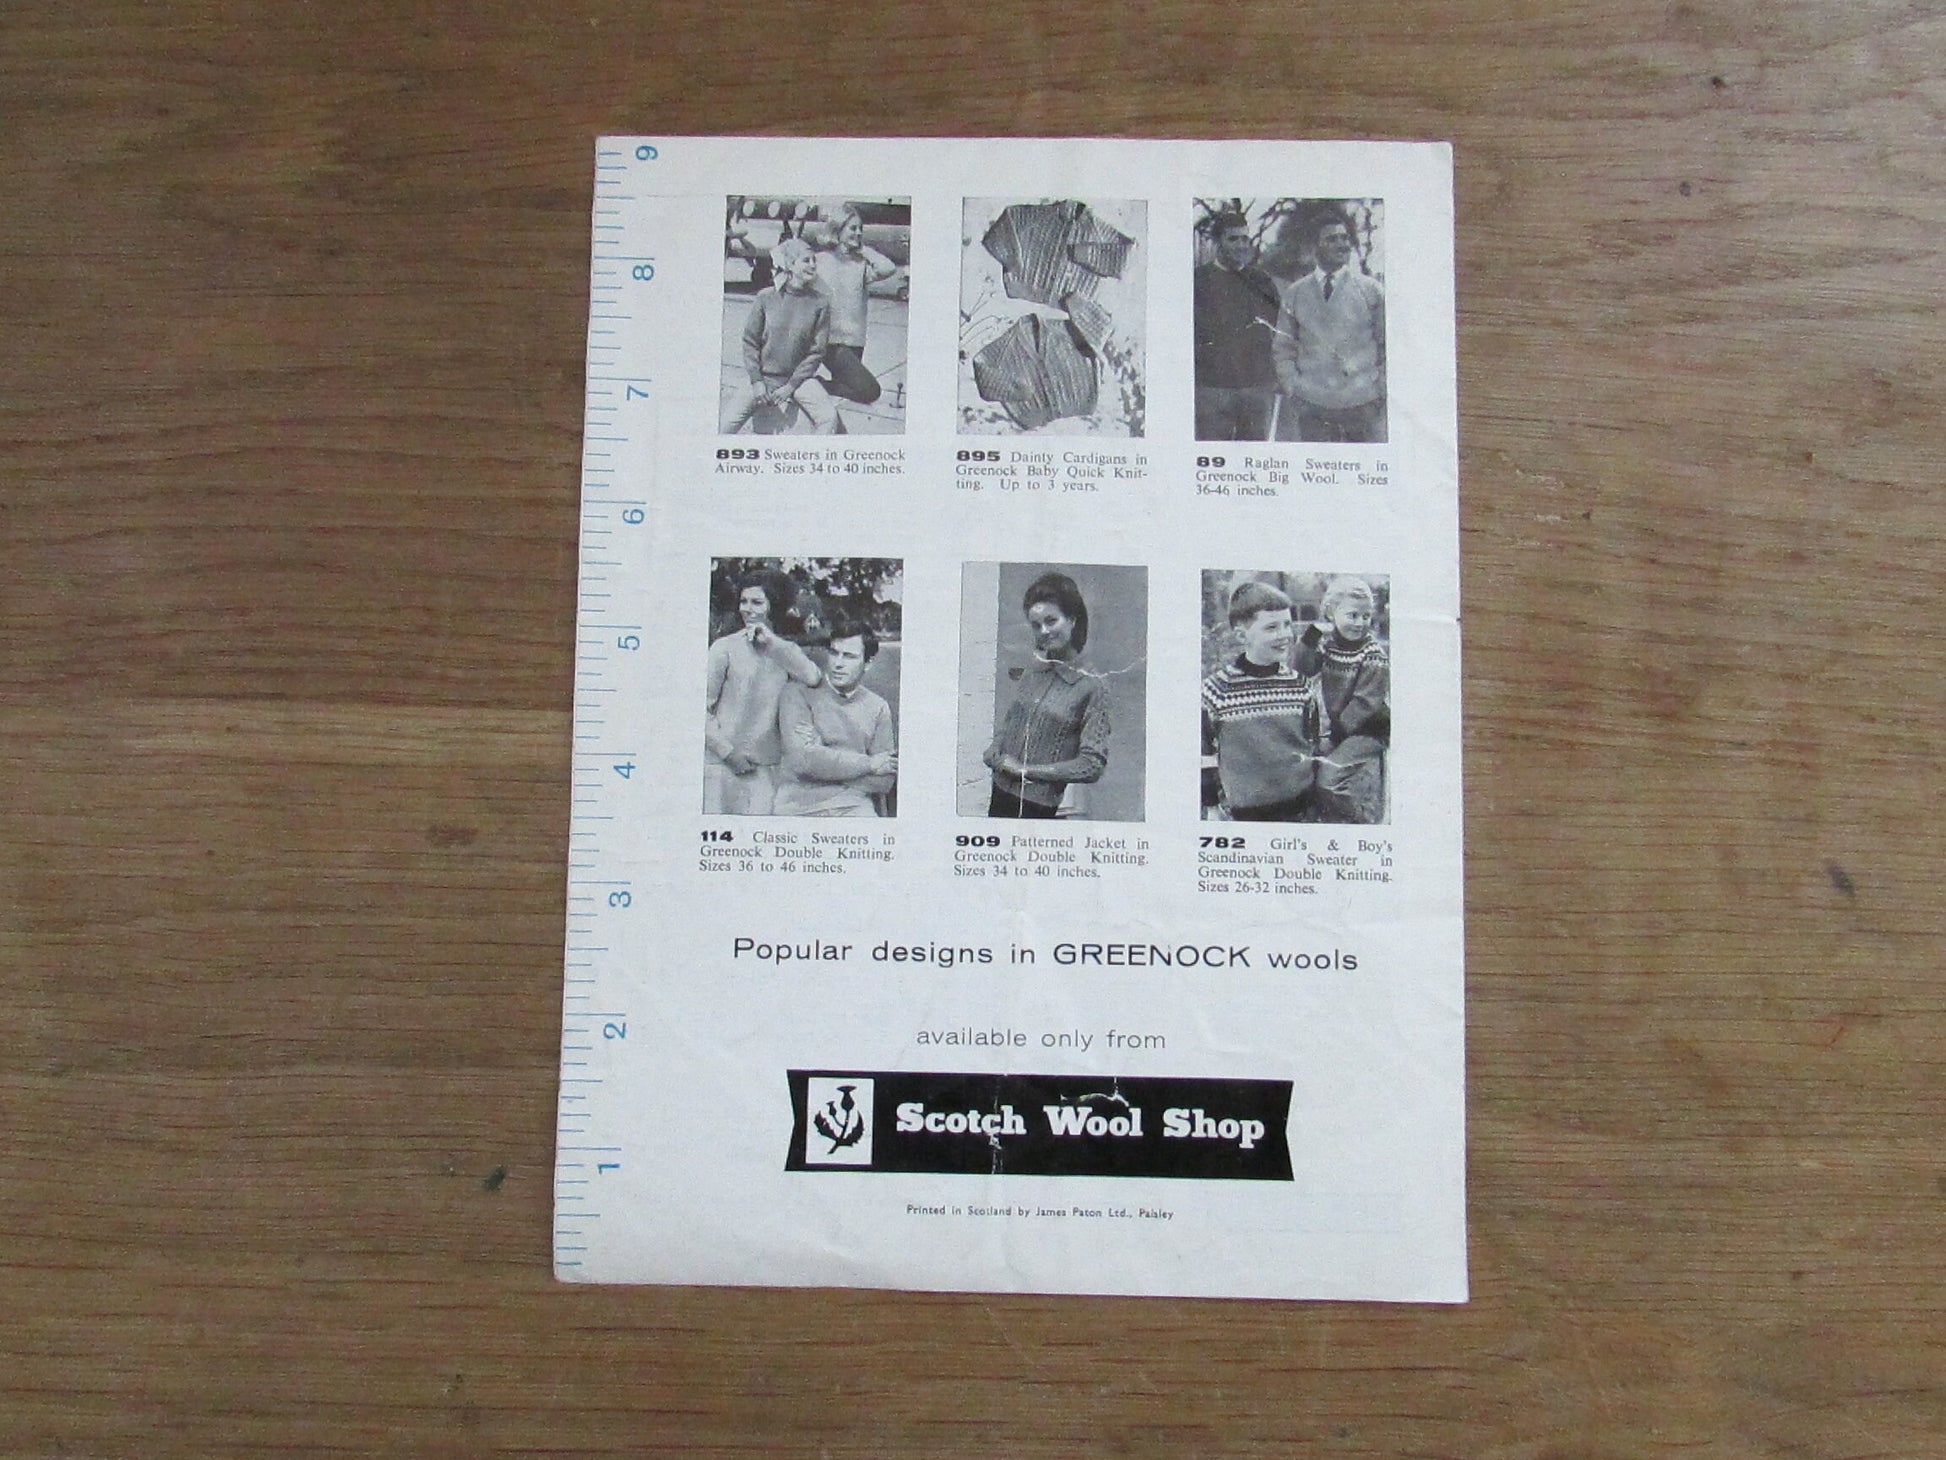 9
8
7
6
5
4
3
2
1
893 Sweaters in Greenock
Airway. Sizes 34 to 40 inches.
895 Dainty Cardigans in
Greenock Baby Quick Knit-
ting. Up to 3 years.
89 Raglan Sweaters in
Greenock Big Wool. Sizes
36-46 inches.
114 Classic Sweaters in
Greenock Double Knitting.
Sizes 36 to 46 inches.
909 Patterned Jacket in
Greenock Double Knitting.
Sizes 34 to 40 inches.
782 Girl's & Boy's
Scandinavian Sweater in
Greenock Double Knitting.
Sizes 26-32 inches.
Popular designs in GREENOCK wools
available only from
Scotch Wool Shop
Printed in Scotland by James Paton Ltd., Paisley